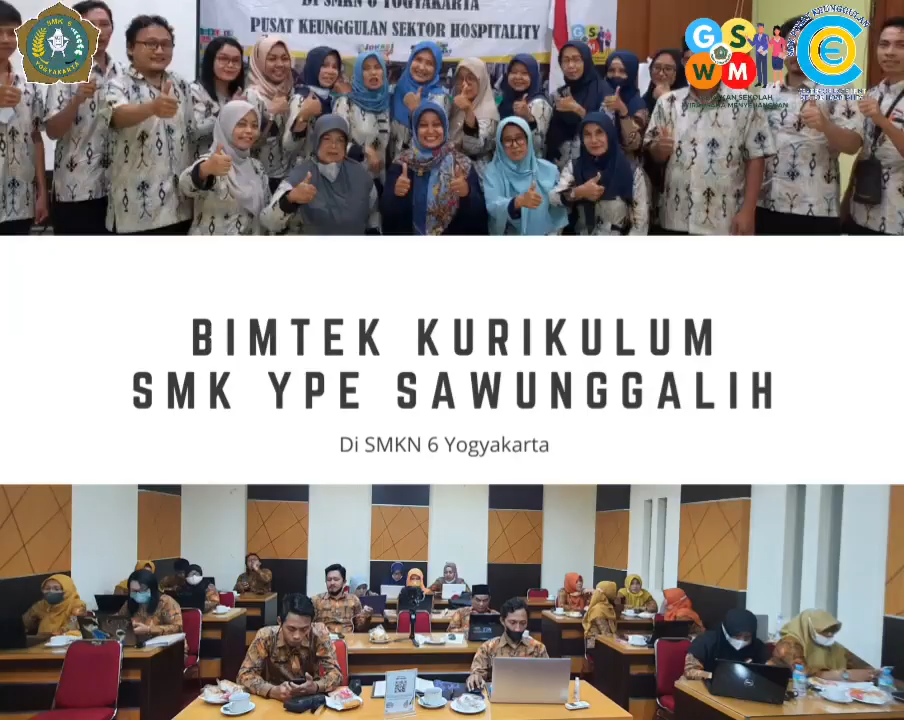 SMK 6
YOGYAKARTA
DI SMKN 6 YOGYAKARTA
PUSAT KEUNGGULAN SEKTOR HOSPITALITY
GSWM
BIMTEK KURIKULUM
SMK YPE SAWUNGGALIH
Di SMKN 6 Yogyakarta